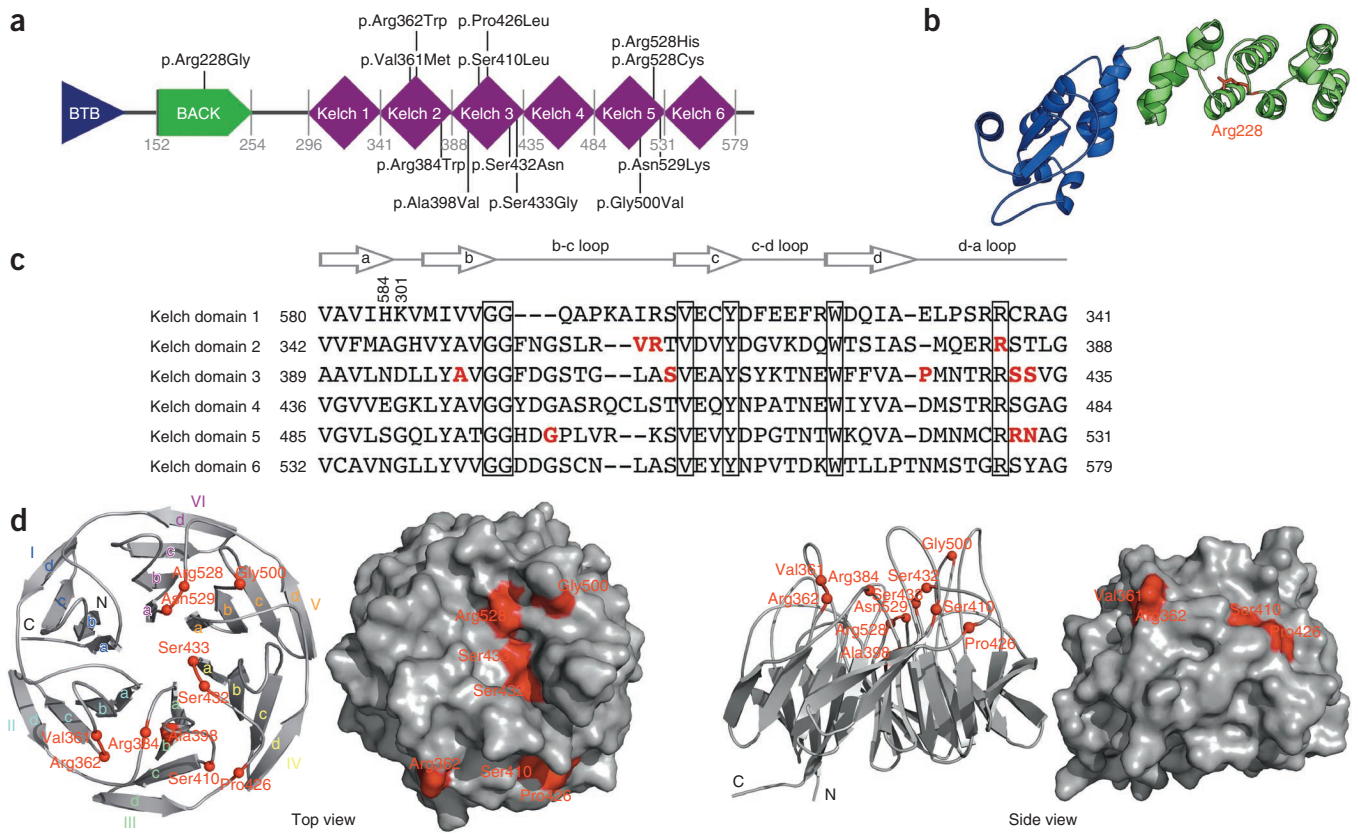 a
p.Arg362Trp p.Pro426Leu
p.Arg228Gly p.Val361Met p.Ser410Leu p.Arg528His
p.Arg528Cys
BTB BACK Kelch 1 Kelch 2 Kelch 3 Kelch 4 Kelch 5 Kelch 6
152 254 296 341 388 435 484 531 579
p.Arg384Trp p.Ser432Asn p.Asn529Lys
p.Ala398Val p.Ser433Gly p.Gly500Val
b
Arg228
c
b-c loop c-d loop d-a loop
a b c d
584 301
Kelch domain 1 580 VAVIHKVMIVVGG---QAPKAIRSVECYDFEEFRWDQIA-ELPSRRCRAG 341
Kelch domain 2 342 VVFMAGHVYAVGGFNGSLR--VRTVDVYDGVKDQWTSIAS-MQERRSTLG 388
Kelch domain 3 389 AAVLNDLLYAVGGFDGSTG--LASVEAYSYKTNEWFFVA-PMNTRRSSVG 435
Kelch domain 4 436 VGVVEGKLYAVGGYDGASRQCLSTVEQYNPATNEWIYVA-DMSTRRSGAG 484
Kelch domain 5 485 VGVLSGQLYATGGHDGPLVR--KSVEVYDPGTNTWKQVA-DMNMCRRNAG 531
Kelch domain 6 532 VCAVNGLLYVVGGDDGSCN--LASVEYYNPVTDKWTLLPTNMSTGRSYAG 579
d
VI
d
I d c Arg528 Gly500
b
c N Asn529 b c d V
C b a a
a
Ser433
a
a Ser432 b
b a c
II d c Ala398 d
Val361 Arg384 b IV
Arg362 c Ser410 Pro426
d
III
Top view
Gly500
Arg528
Ser433
Ser432
Arg362 Ser410
Pro426
Gly500
Val361 Arg384 Ser432
Arg362 Asn529 Ser433 Ser410
Arg528 Pro426
Ala398
C N
Val361
Arg362 Ser410
Pro426
Side view